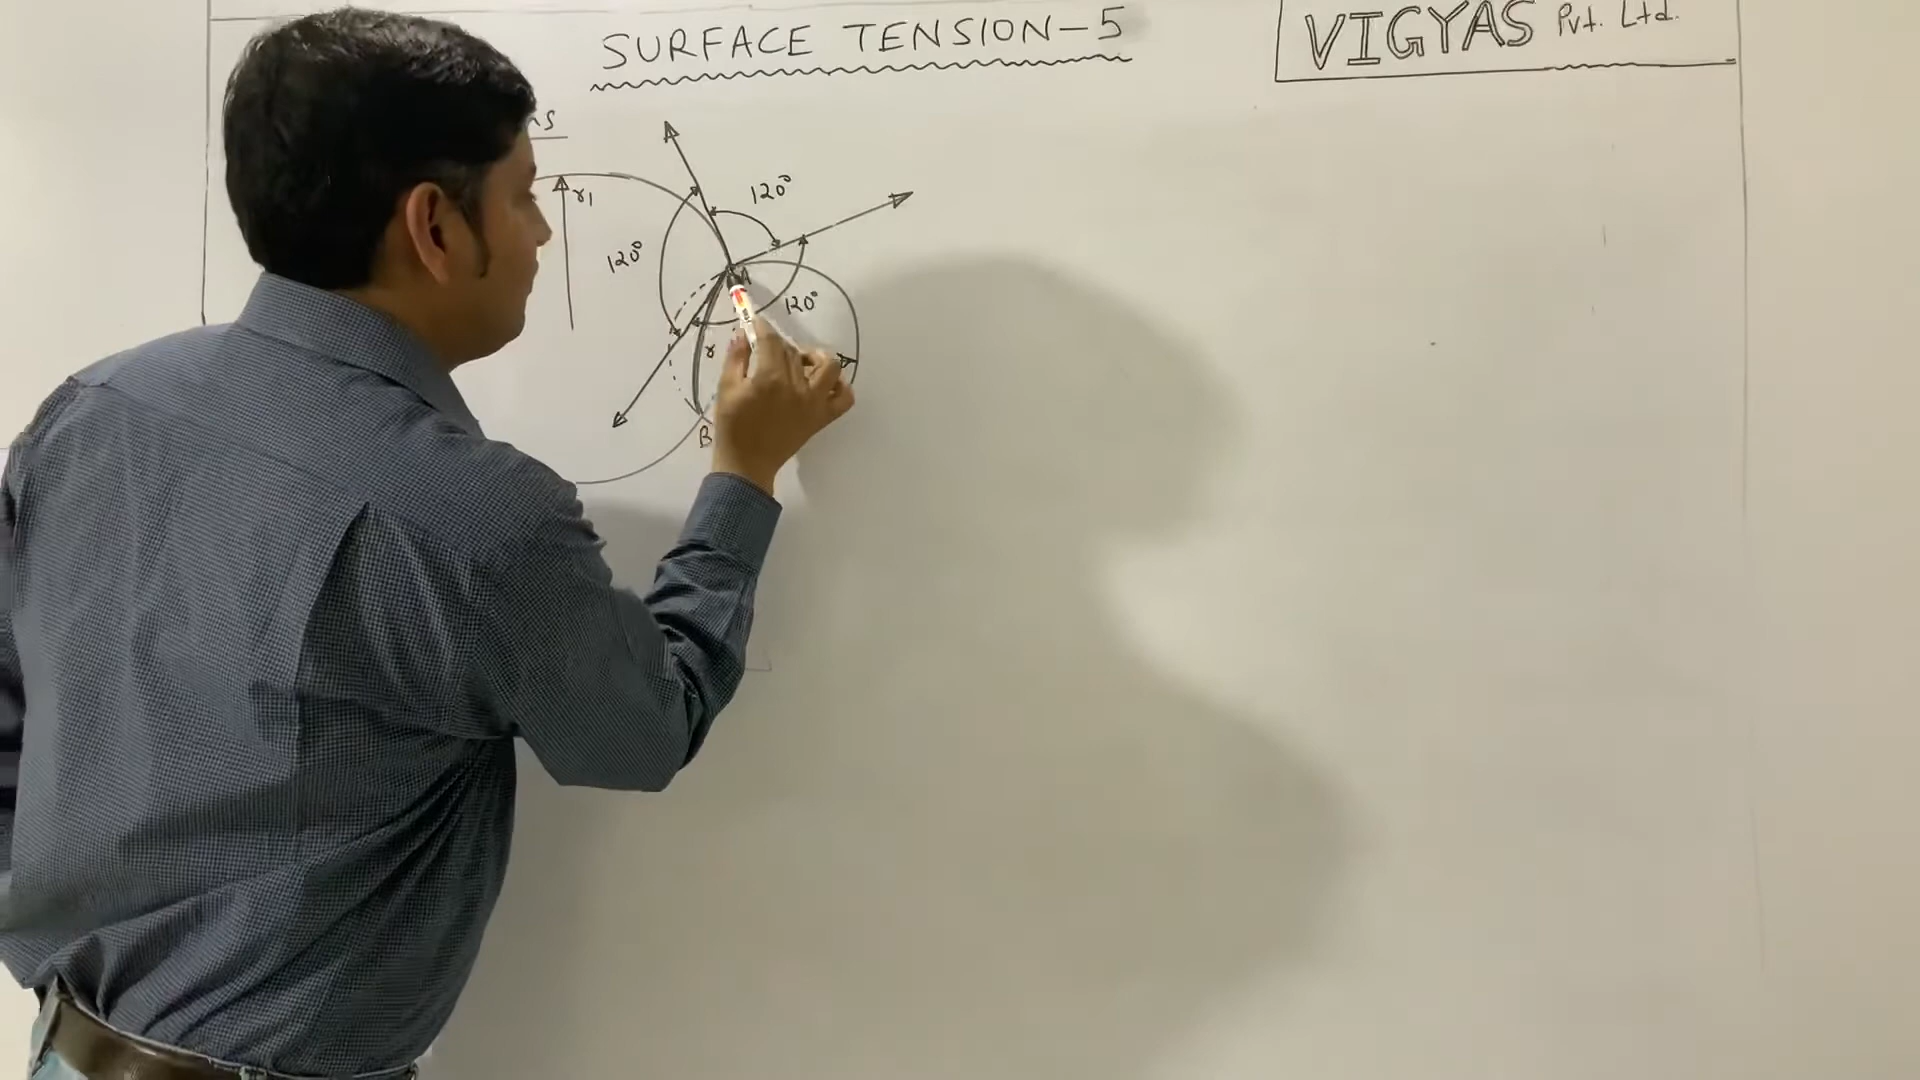 SURFACE TENSION-5
VIGYAS Pvt. Ltd.
r1
120°
120°
A
120°
r
B